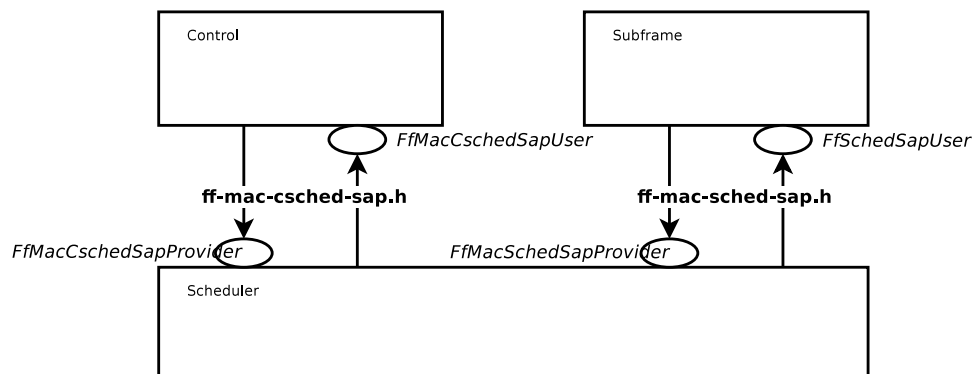 Control
Subframe
FfMacCschedSapUser
FfSchedSapUser
ff-mac-csched-sap.h
ff-mac-sched-sap.h
FfMacCschedSapProvider
FfMacSchedSapProvider
Scheduler